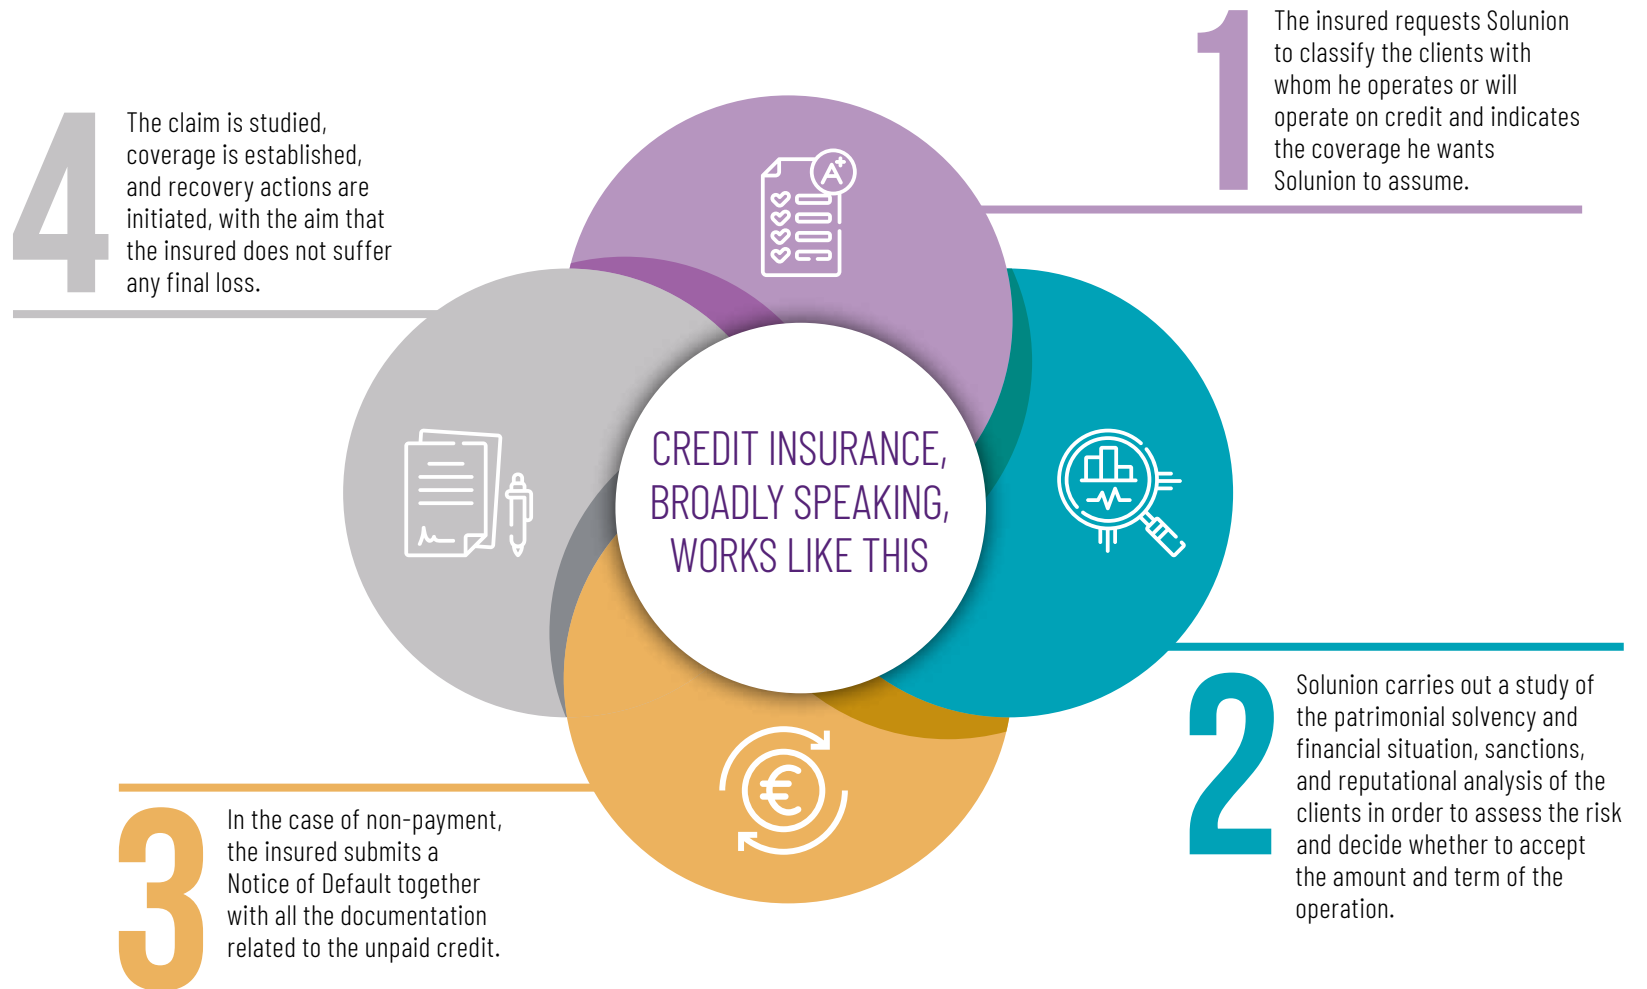 CREDIT INSURANCE,
BROADLY SPEAKING,
WORKS LIKE THIS
1
The insured requests Solunion
to classify the clients with
whom he operates or will
operate on credit and indicates
the coverage he wants
Solunion to assume.
A+
2
Solunion carries out a study of
the patrimonial solvency and
financial situation, sanctions,
and reputational analysis of the
clients in order to assess the risk
and decide whether to accept
the amount and term of the
operation.
3
In the case of non-payment,
the insured submits a
Notice of Default together
with all the documentation
related to the unpaid credit.
€
4
The claim is studied,
coverage is established,
and recovery actions are
initiated, with the aim that
the insured does not suffer
any final loss.